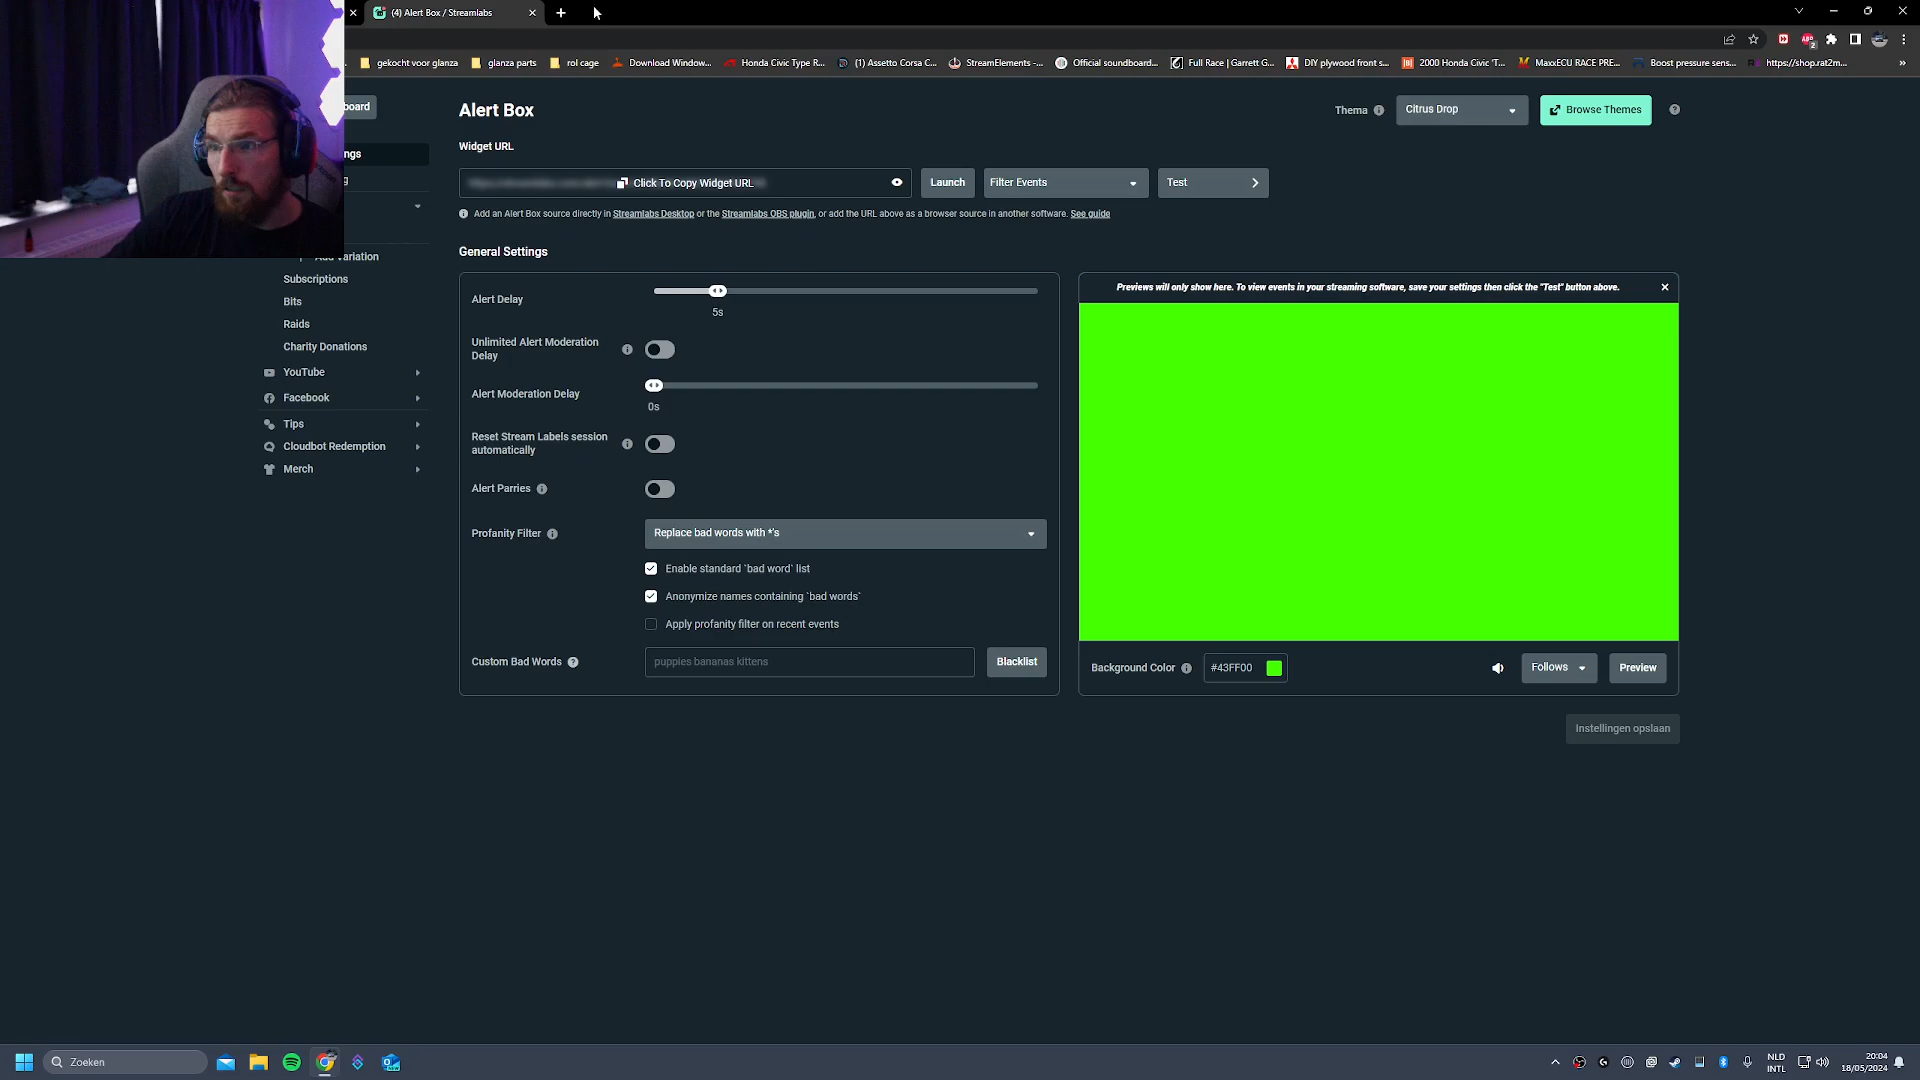 (4) Alert Box / Streamlabs
gekocht voor glanza
glanza parts
rol cage
Download Window...
Honda Civic Type R...
(1) Assetto Corsa C...
StreamElements -...
Official soundboard...
Full Race | Garrett G...
DIY plywood front s...
2000 Honda Civic 'T...
MaxxECU RACE PRE...
Boost pressure sens...
https://shop.rat2m...
»
2
oard
Alert Box
Thema
Citrus Drop
Browse Themes
Widget URL
ngs
g
Click To Copy Widget URL
Launch
Filter Events
Test
Add an Alert Box source directly in Streamlabs Desktop or the Streamlabs OBS plugin, or add the URL above as a browser source in another software. See guide
General Settings
Add Variation
Subscriptions
Bits
Raids
Charity Donations
YouTube
Facebook
Tips
Cloudbot Redemption
Merch
Alert Delay
5s
Unlimited Alert Moderation
Delay
Alert Moderation Delay
0s
Reset Stream Labels session
automatically
Alert Parries
Profanity Filter
Replace bad words with *'s
Enable standard `bad word` list
Anonymize names containing `bad words`
Apply profanity filter on recent events
Custom Bad Words
puppies bananas kittens
Blacklist
Previews will only show here. To view events in your streaming software, save your settings then click the "Test" button above.
Background Color
#43FF00
Follows
Preview
Instellingen opslaan
Zoeken
NLD
INTL
20:04
18/05/2024